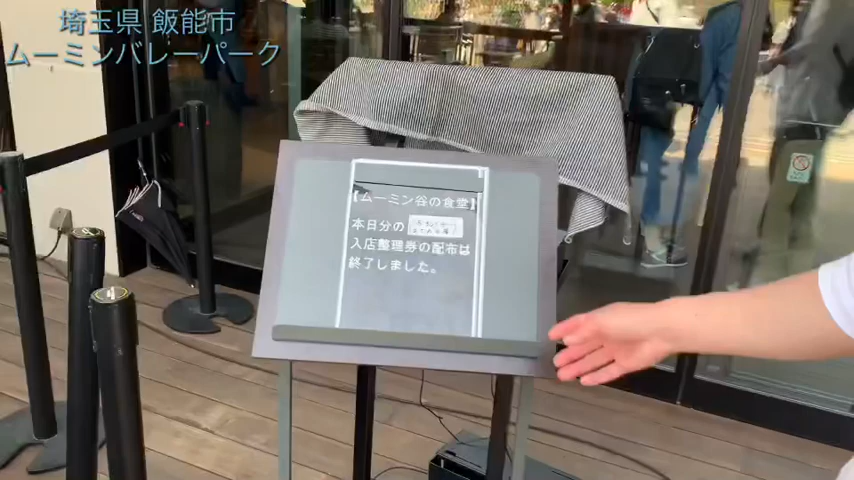 埼玉県 飯能市
ムーミンバレーパーク
【ムーミン谷の食堂】
本日分の
入店整理券の配布は
終了しました。